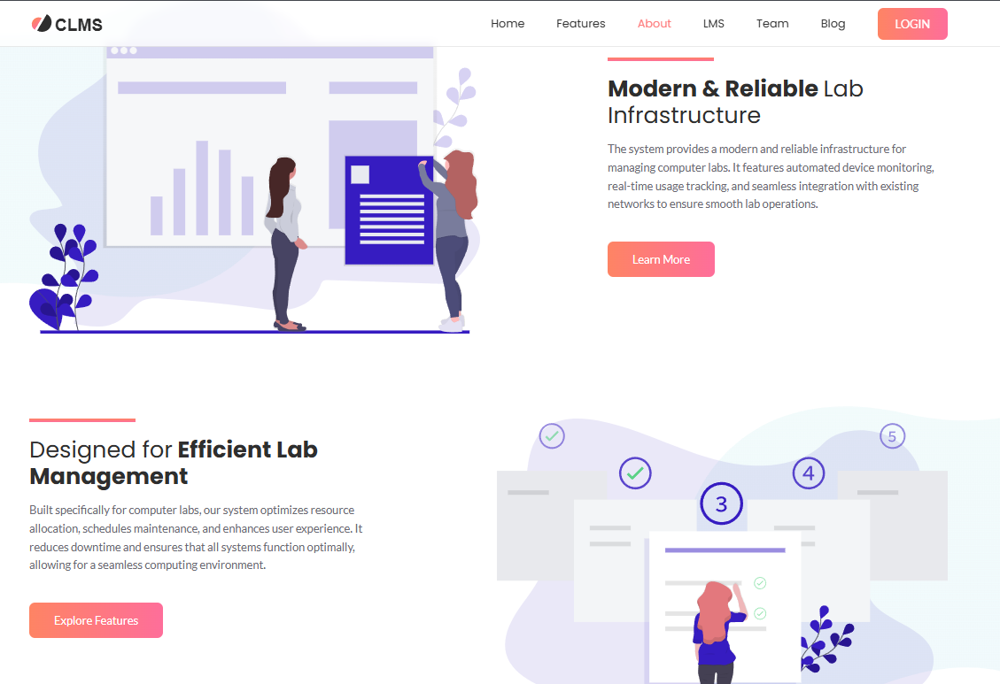 CLMS
Home Features About LMS Team Blog LOGIN
Modern & Reliable Lab
Infrastructure
The system provides a modern and reliable infrastructure for
managing computer labs. It features automated device monitoring,
real-time usage tracking, and seamless integration with existing
networks to ensure smooth lab operations.
Learn More
Designed for Efficient Lab
Management
Built specifically for computer labs, our system optimizes resource
allocation, schedules maintenance, and enhances user experience. It
reduces downtime and ensures that all systems function optimally,
allowing for a seamless computing environment.
Explore Features
5
4
3